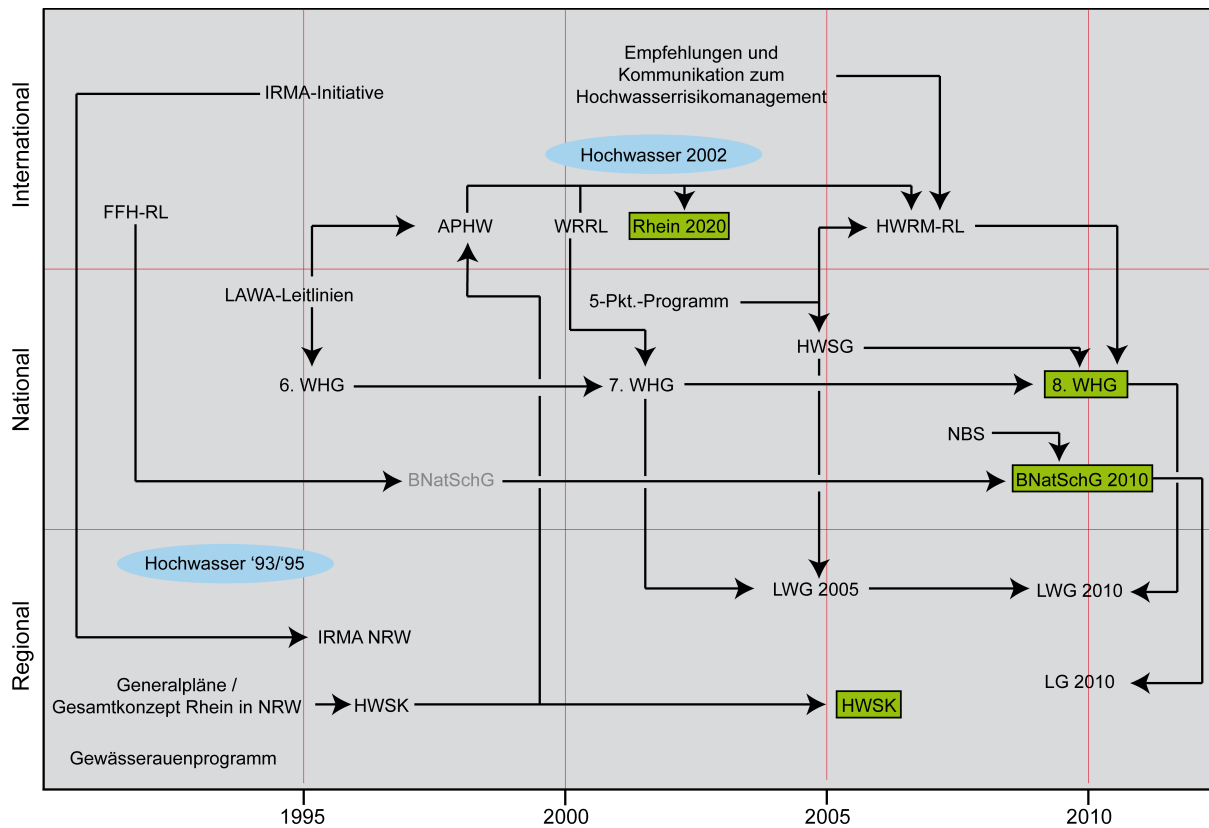 International
Empfehlungen und
Kommunikation zum
Hochwasserrisikomanagement
IRMA-Initiative
Hochwasser 2002
FFH-RL
APHW
WRRL
Rhein 2020
HWRM-RL
National
LAWA-Leitlinien
5-Pkt.-Programm
HWSG
6. WHG
7. WHG
8. WHG
NBS
BNatSchG
BNatSchG 2010
Regional
Hochwasser ‘93/‘95
LWG 2005
LWG 2010
IRMA NRW
Generalpläne /
Gesamtkonzept Rhein in NRW
HWSK
HWSK
LG 2010
Gewässerauenprogramm
1995
2000
2005
2010